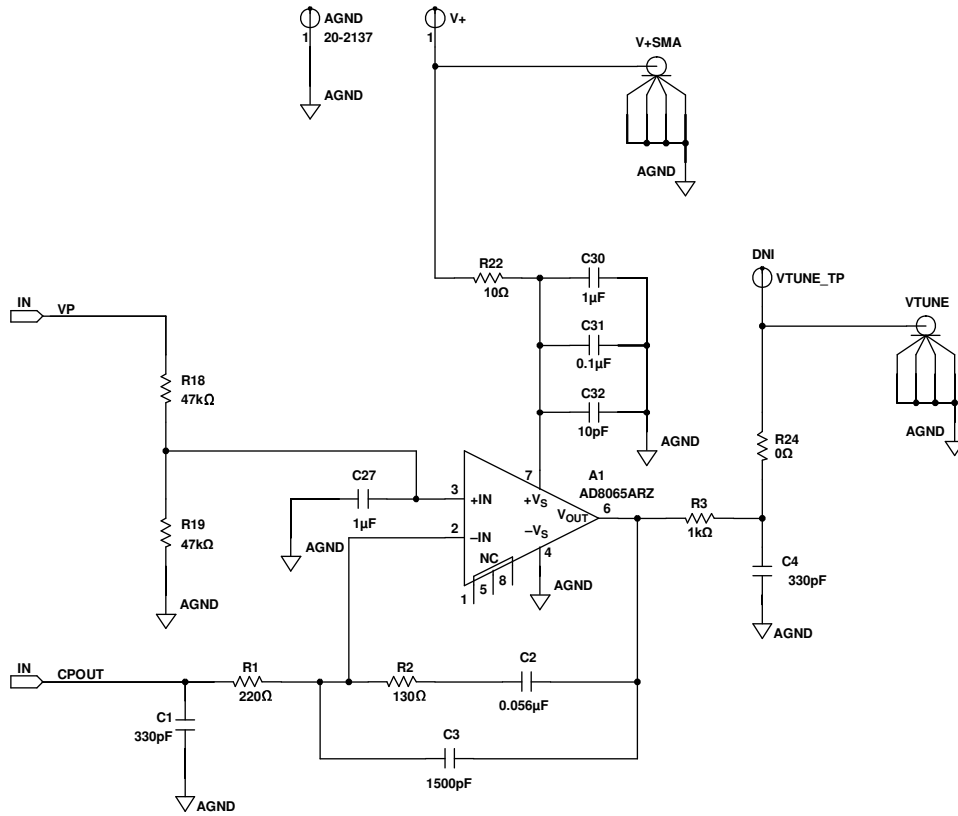 AGND
1 20-2137
AGND
V+
1
V+SMA
AGND
R22
10Ω
C30
1µF
C31
0.1µF
C32
10pF
AGND
DNI
VTUNE_TP
VTUNE
AGND
R24
0Ω
IN VP
R18
47kΩ
R19
47kΩ
AGND
C27
1µF
AGND
3 +IN
2 –IN
7
+VS
A1
AD8065ARZ
VOUT 6
–VS
4
NC
1 5 8
AGND
R3
1kΩ
C4
330pF
AGND
IN CPOUT
R1
220Ω
C1
330pF
AGND
R2
130Ω
C2
0.056µF
C3
1500pF